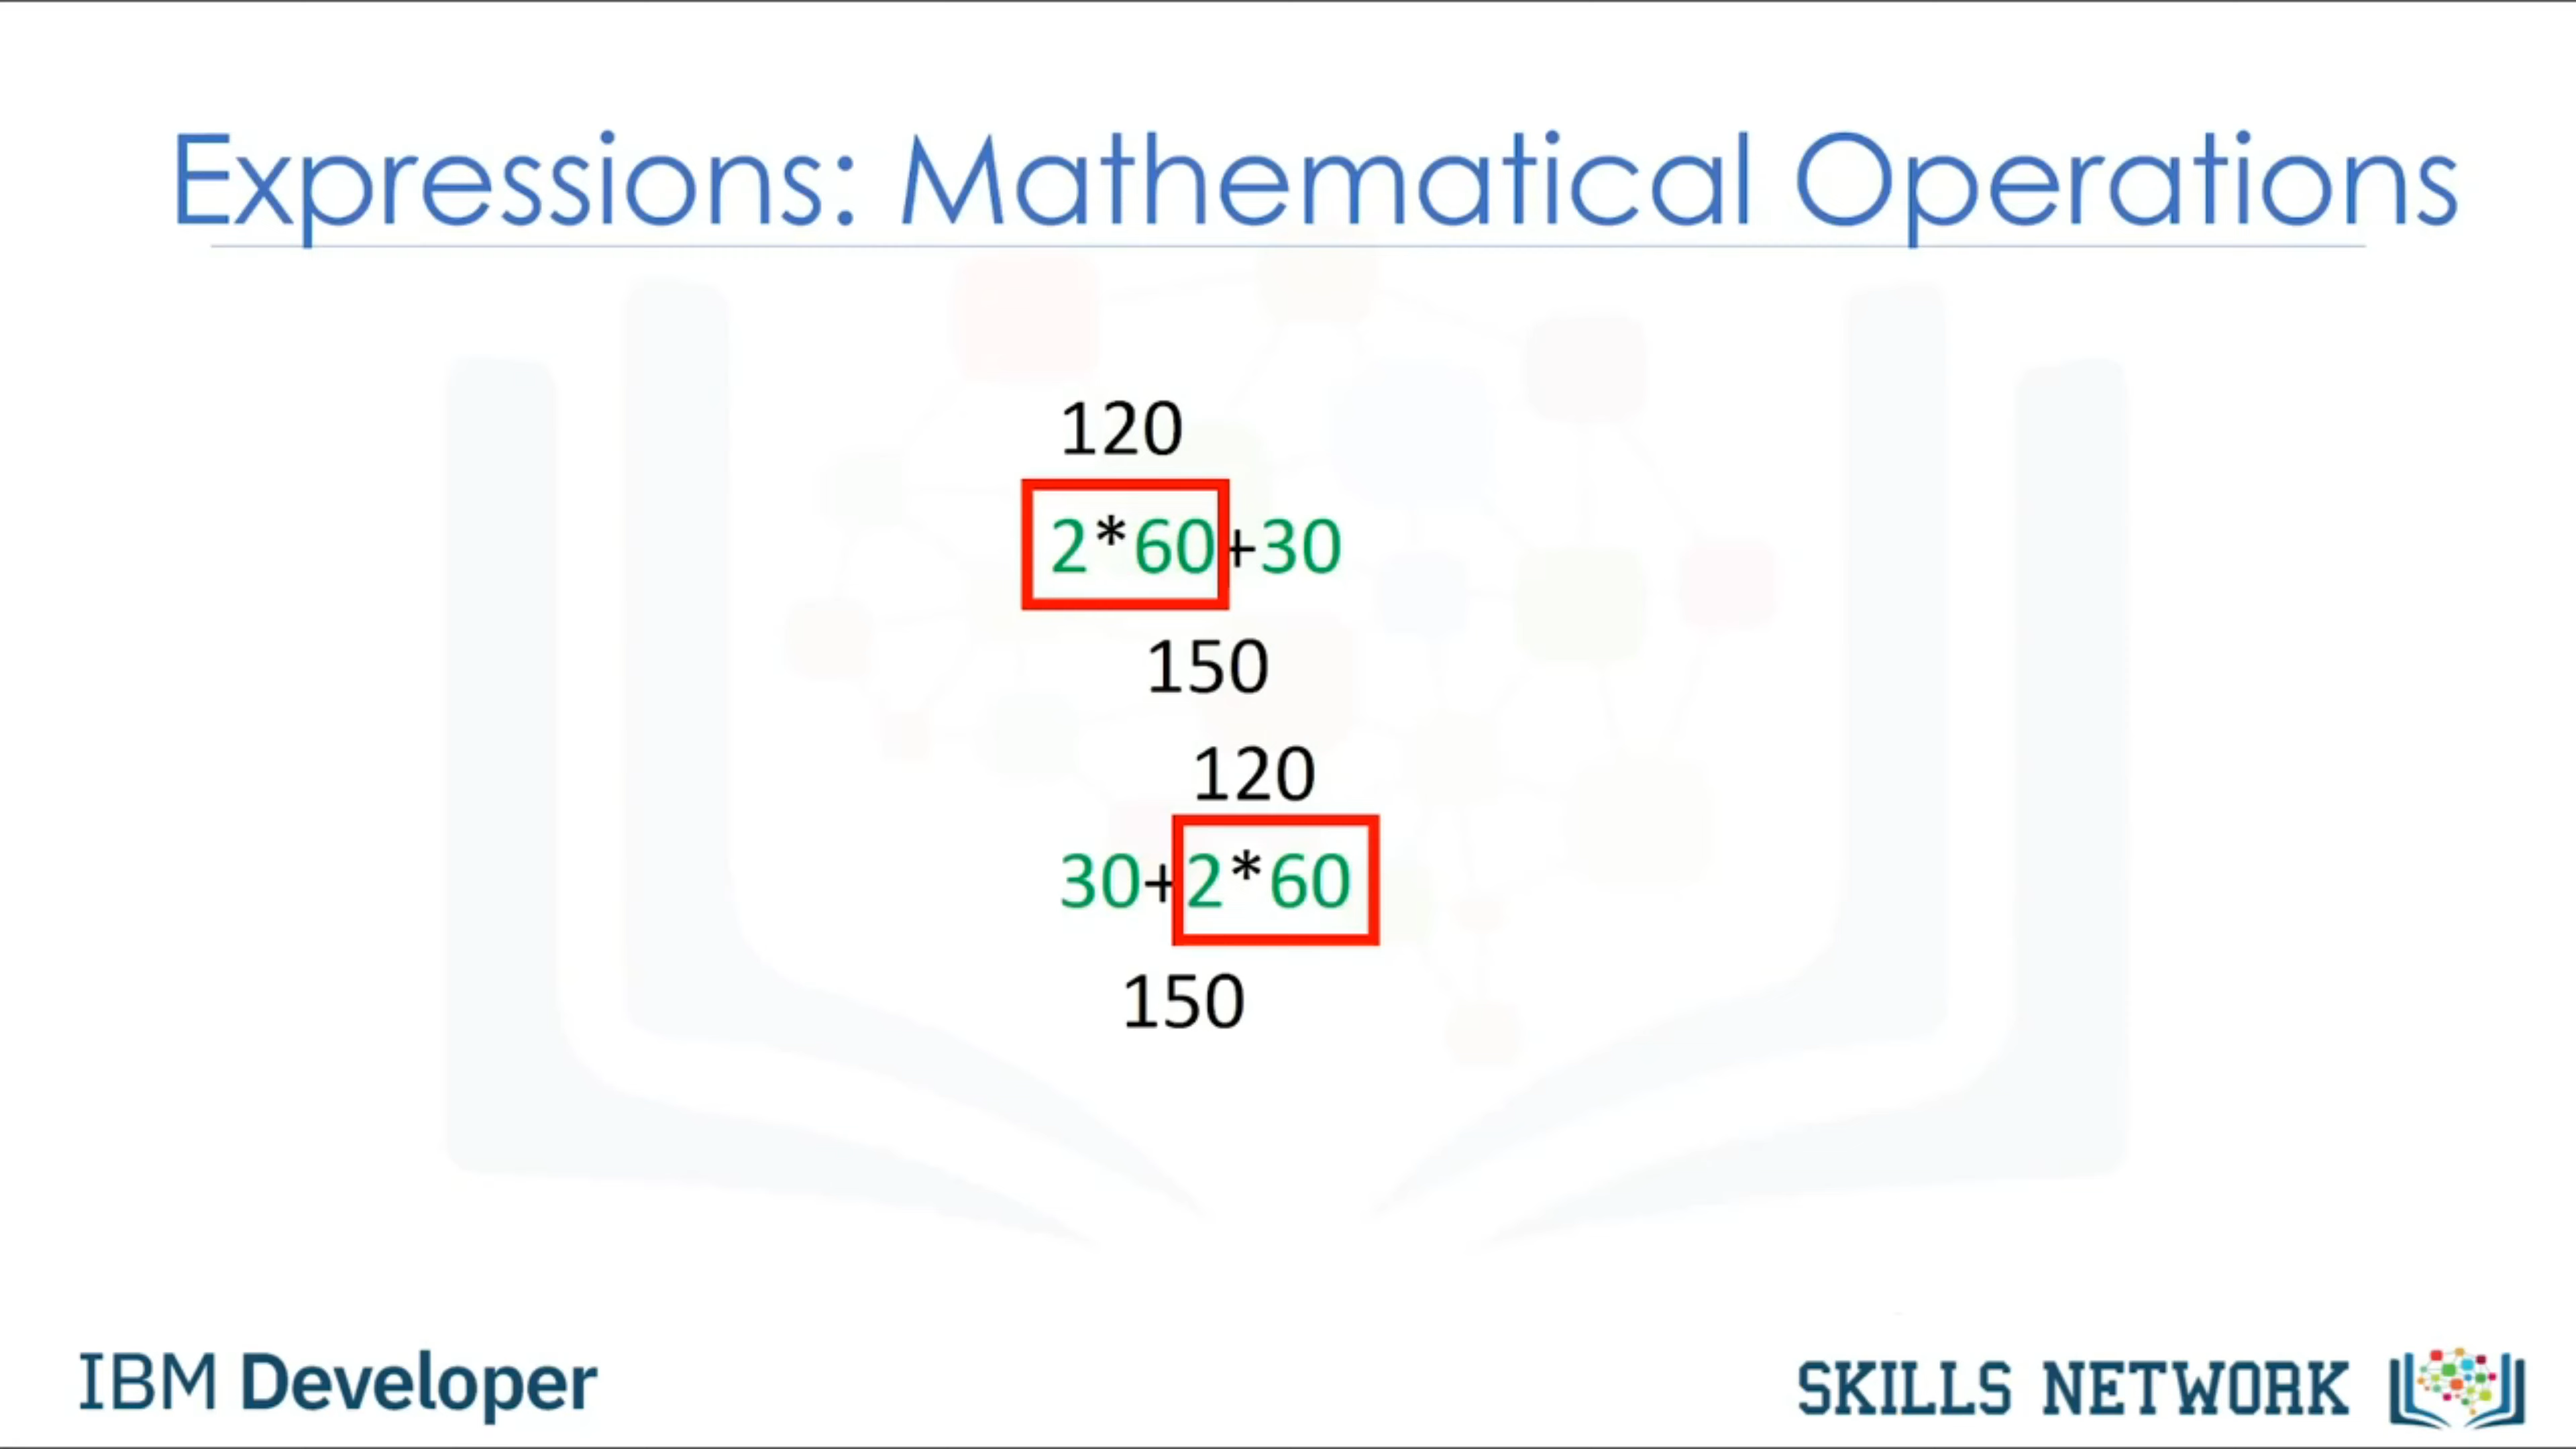 Expressions: Mathematical Operations
120
2*60+30
150
120
30+2*60
150
IBM Developer
SKILLS NETWORK